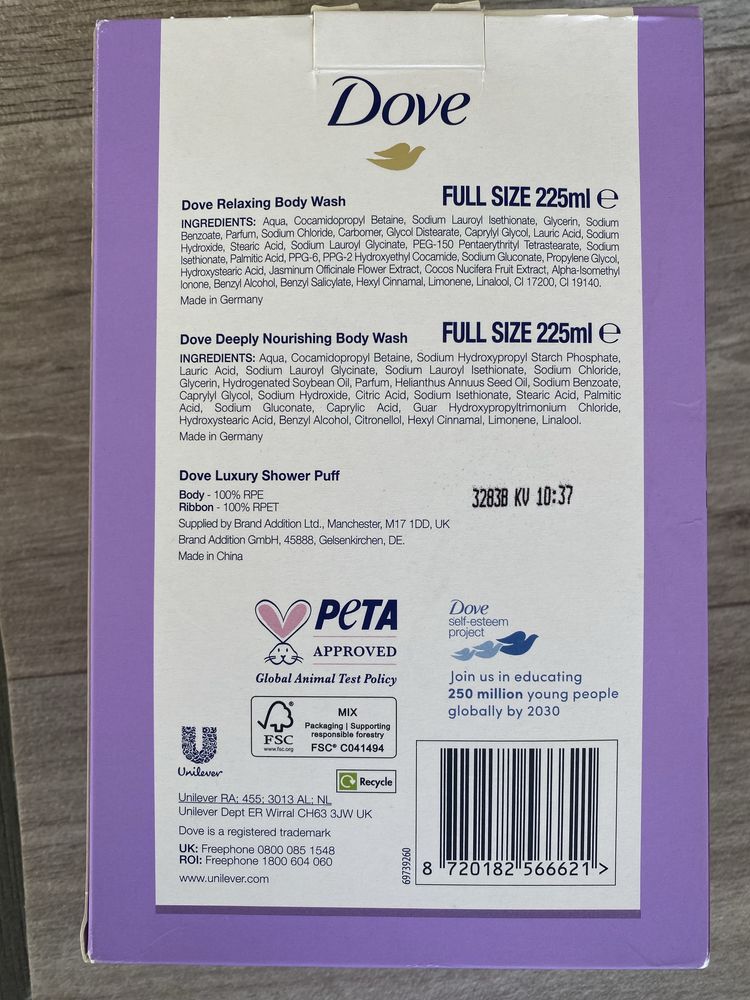 Dove
Dove Relaxing Body Wash FULL SIZE 225ml ℮
INGREDIENTS: Aqua, Cocamidopropyl Betaine, Sodium Lauroyl Isethionate, Glycerin, Sodium
Benzoate, Parfum, Sodium Chloride, Carbomer, Glycol Distearate, Caprylyl Glycol, Lauric Acid, Sodium
Hydroxide, Stearic Acid, Sodium Lauroyl Glycinate, PEG-150 Pentaerythrityl Tetrastearate, Sodium
Isethionate, Palmitic Acid, PPG-6, PPG-2 Hydroxyethyl Cocamide, Sodium Gluconate, Propylene Glycol,
Hydroxystearic Acid, Jasminum Officinale Flower Extract, Cocos Nucifera Fruit Extract, Alpha-Isomethyl
Ionone, Benzyl Alcohol, Benzyl Salicylate, Hexyl Cinnamal, Limonene, Linalool, CI 17200, CI 19140.
Made in Germany
Dove Deeply Nourishing Body Wash FULL SIZE 225ml ℮
INGREDIENTS: Aqua, Cocamidopropyl Betaine, Sodium Hydroxypropyl Starch Phosphate,
Lauric Acid, Sodium Lauroyl Glycinate, Sodium Lauroyl Isethionate, Sodium Chloride,
Glycerin, Hydrogenated Soybean Oil, Parfum, Helianthus Annuus Seed Oil, Sodium Benzoate,
Caprylyl Glycol, Sodium Hydroxide, Citric Acid, Sodium Isethionate, Stearic Acid, Palmitic
Acid, Sodium Gluconate, Caprylic Acid, Guar Hydroxypropyltrimonium Chloride,
Hydroxystearic Acid, Benzyl Alcohol, Citronellol, Hexyl Cinnamal, Limonene, Linalool.
Made in Germany
Dove Luxury Shower Puff
Body - 100% RPE
Ribbon - 100% RPET
3283B KV 10:37
Supplied by Brand Addition Ltd., Manchester, M17 1DD, UK
Brand Addition GmbH, 45888, Gelsenkirchen, DE.
Made in China
PETA
APPROVED
Global Animal Test Policy
Dove
self-esteem
project
Join us in educating
250 million young people
globally by 2030
FSC®
www.fsc.org
MIX
Packaging | Supporting
responsible forestry
FSC® C041494
Unilever
Recycle
Unilever RA; 455; 3013 AL; NL
Unilever Dept ER Wirral CH63 3JW UK
Dove is a registered trademark
UK: Freephone 0800 085 1548
ROI: Freephone 1800 604 060
www.unilever.com
69739260
8 720182 566621 >